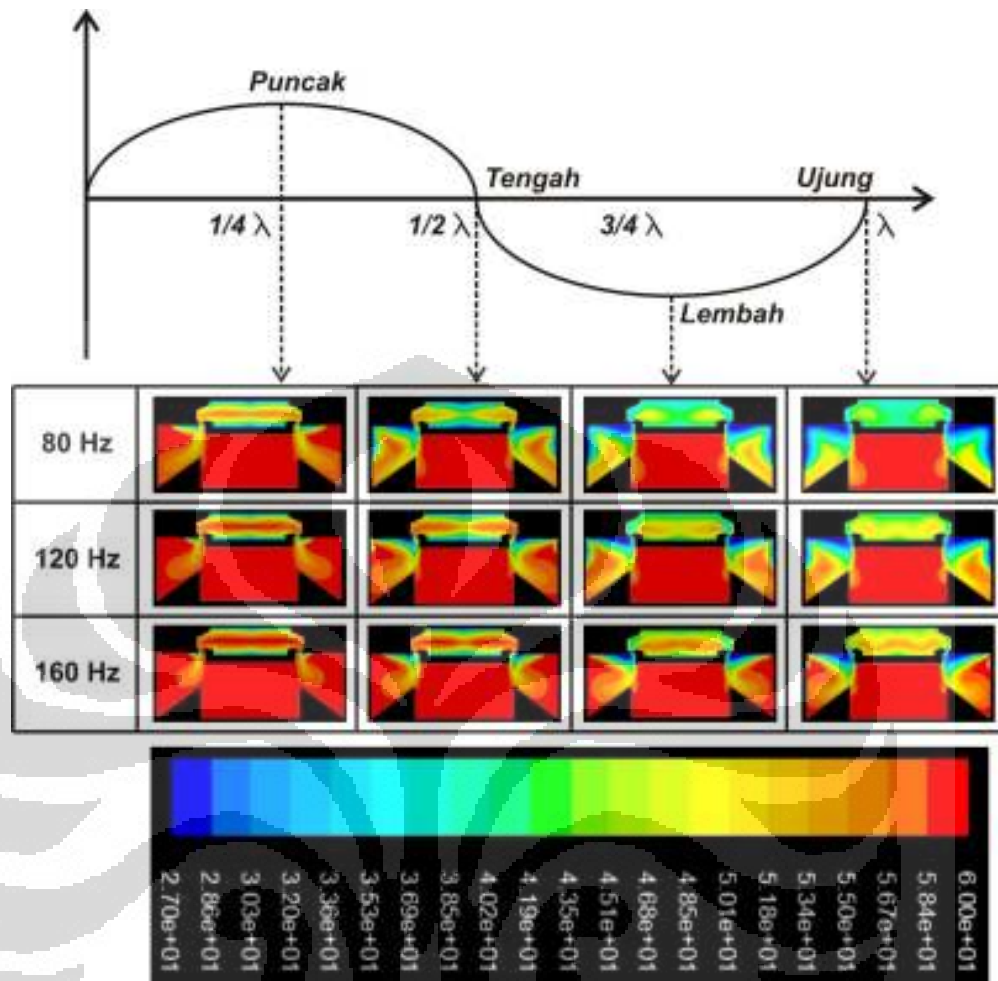 Puncak
Tengah
Ujung
1/4 λ
1/2 λ
3/4 λ
λ
Lembah
80 Hz
120 Hz
160 Hz
2.70e+01
2.86e+01
3.03e+01
3.20e+01
3.36e+01
3.53e+01
3.69e+01
3.85e+01
4.02e+01
4.19e+01
4.35e+01
4.51e+01
4.68e+01
4.85e+01
5.01e+01
5.18e+01
5.34e+01
5.50e+01
5.67e+01
5.84e+01
6.00e+01